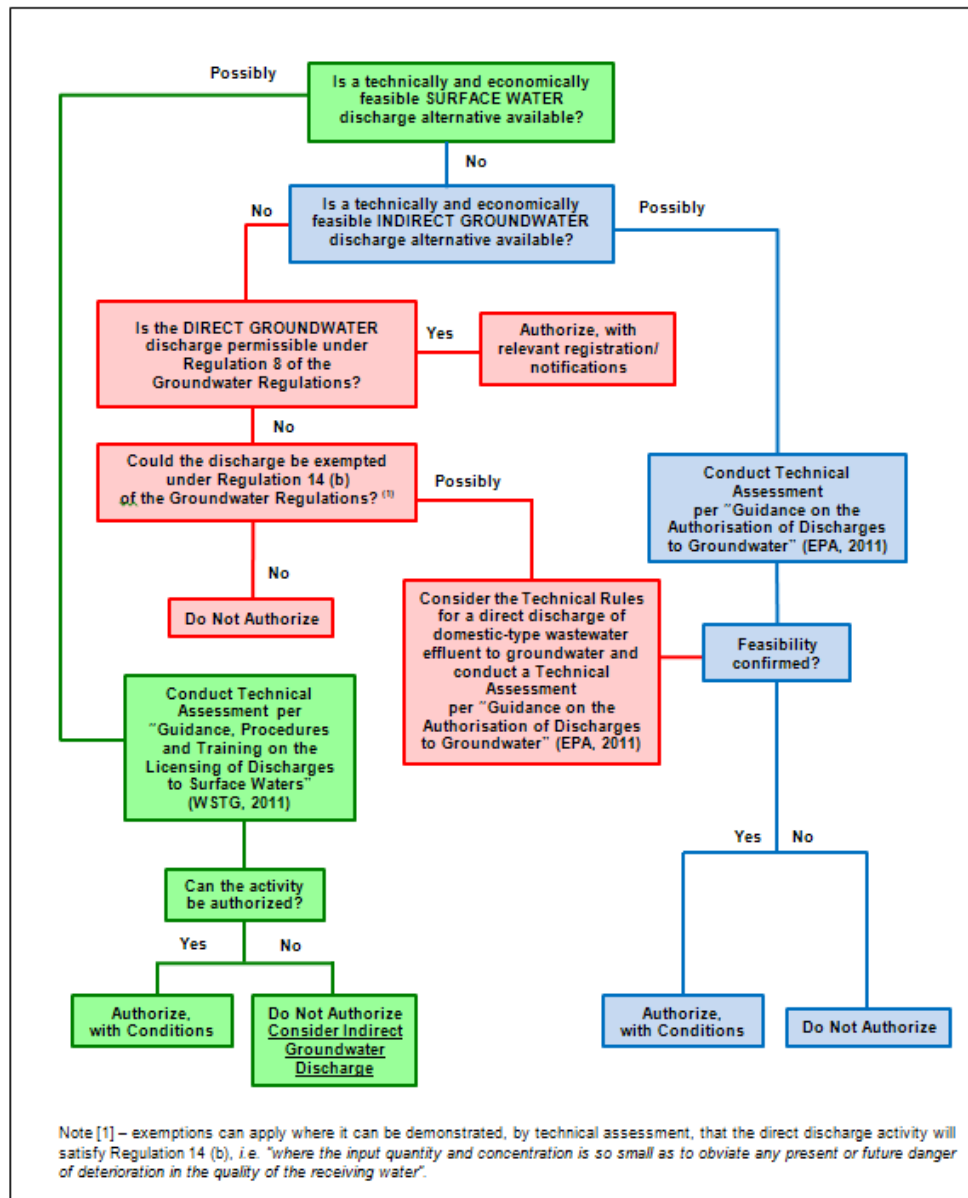 Possibly
Is a technically and economically
feasible SURFACE WATER
discharge alternative available?
No
No
Is a technically and economically
feasible INDIRECT GROUNDWATER
discharge alternative available?
Possibly
Is the DIRECT GROUNDWATER
discharge permissible under
Regulation 8 of the
Groundwater Regulations?
Yes
Authorize, with
relevant registration/
notifications
No
Could the discharge be exempted
under Regulation 14 (b)
of the Groundwater Regulations? (1)
Possibly
Conduct Technical
Assessment
per "Guidance on the
Authorisation of Discharges
to Groundwater" (EPA, 2011)
No
Do Not Authorize
Consider the Technical Rules
for a direct discharge of
domestic-type wastewater
effluent to groundwater and
conduct a Technical
Assessment
per "Guidance on the
Authorisation of Discharges
to Groundwater" (EPA, 2011)
Feasibility
confirmed?
Conduct Technical
Assessment per
"Guidance, Procedures
and Training on the
Licensing of Discharges
to Surface Waters"
(WSTG, 2011)
Yes
No
Can the activity
be authorized?
Yes
No
Authorize,
with Conditions
Do Not Authorize
Consider Indirect
Groundwater
Discharge
Authorize,
with Conditions
Do Not Authorize
Note [1] – exemptions can apply where it can be demonstrated, by technical assessment, that the direct discharge activity will
satisfy Regulation 14 (b), i.e. "where the input quantity and concentration is so small as to obviate any present or future danger
of deterioration in the quality of the receiving water".